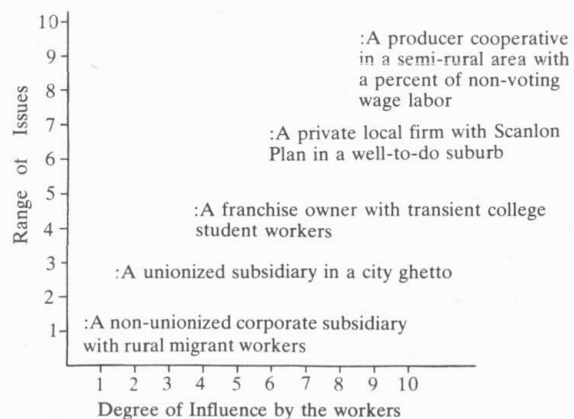 10
9
8
7
6
5
4
3
2
1
Range of Issues
:A producer cooperative
in a semi-rural area with
a percent of non-voting
wage labor
:A private local firm with Scanlon
Plan in a well-to-do suburb
:A franchise owner with transient college
student workers
:A unionized subsidiary in a city ghetto
:A non-unionized corporate subsidiary
with rural migrant workers
1 2 3 4 5 6 7 8 9 10
Degree of Influence by the workers